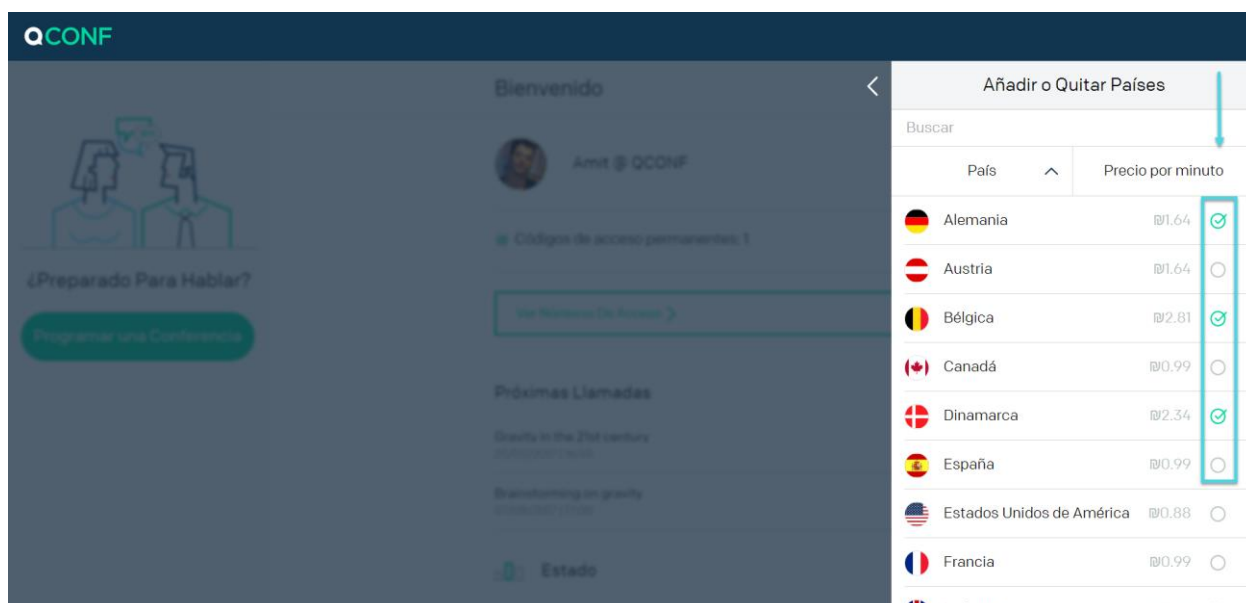 QCONF
Bienvenido
Amit @ QCONF
Códigos de acceso permanentes: 1
¿Preparado Para Hablar?
Programar una Conferencia
Ver Números De Acceso
Próximas Llamadas
Gravity in the 21st century
Brainstorming on gravity
Estado
Añadir o Quitar Países
Buscar
País
Precio por minuto
Alemania ₪1.64
Austria ₪1.64
Bélgica ₪2.81
Canadá ₪0.99
Dinamarca ₪2.34
España ₪0.99
Estados Unidos de América ₪0.88
Francia ₪0.99